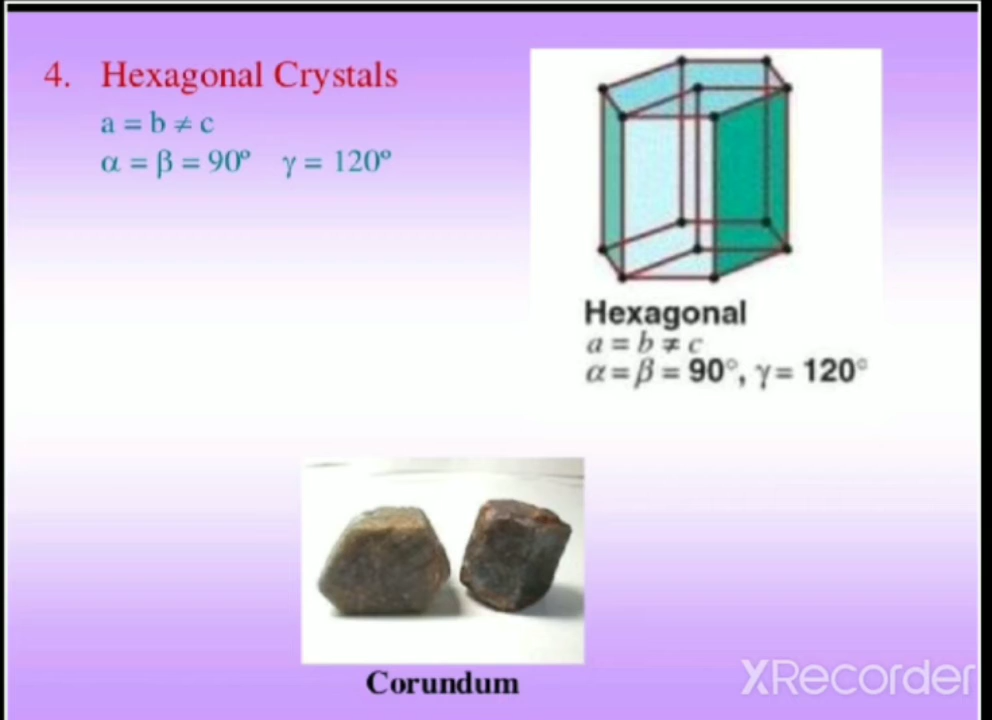 4. Hexagonal Crystals
a = b ≠ c
α = β = 90º γ = 120º
Hexagonal
a = b ≠ c
α = β = 90°, γ = 120°
Corundum
XRecorder